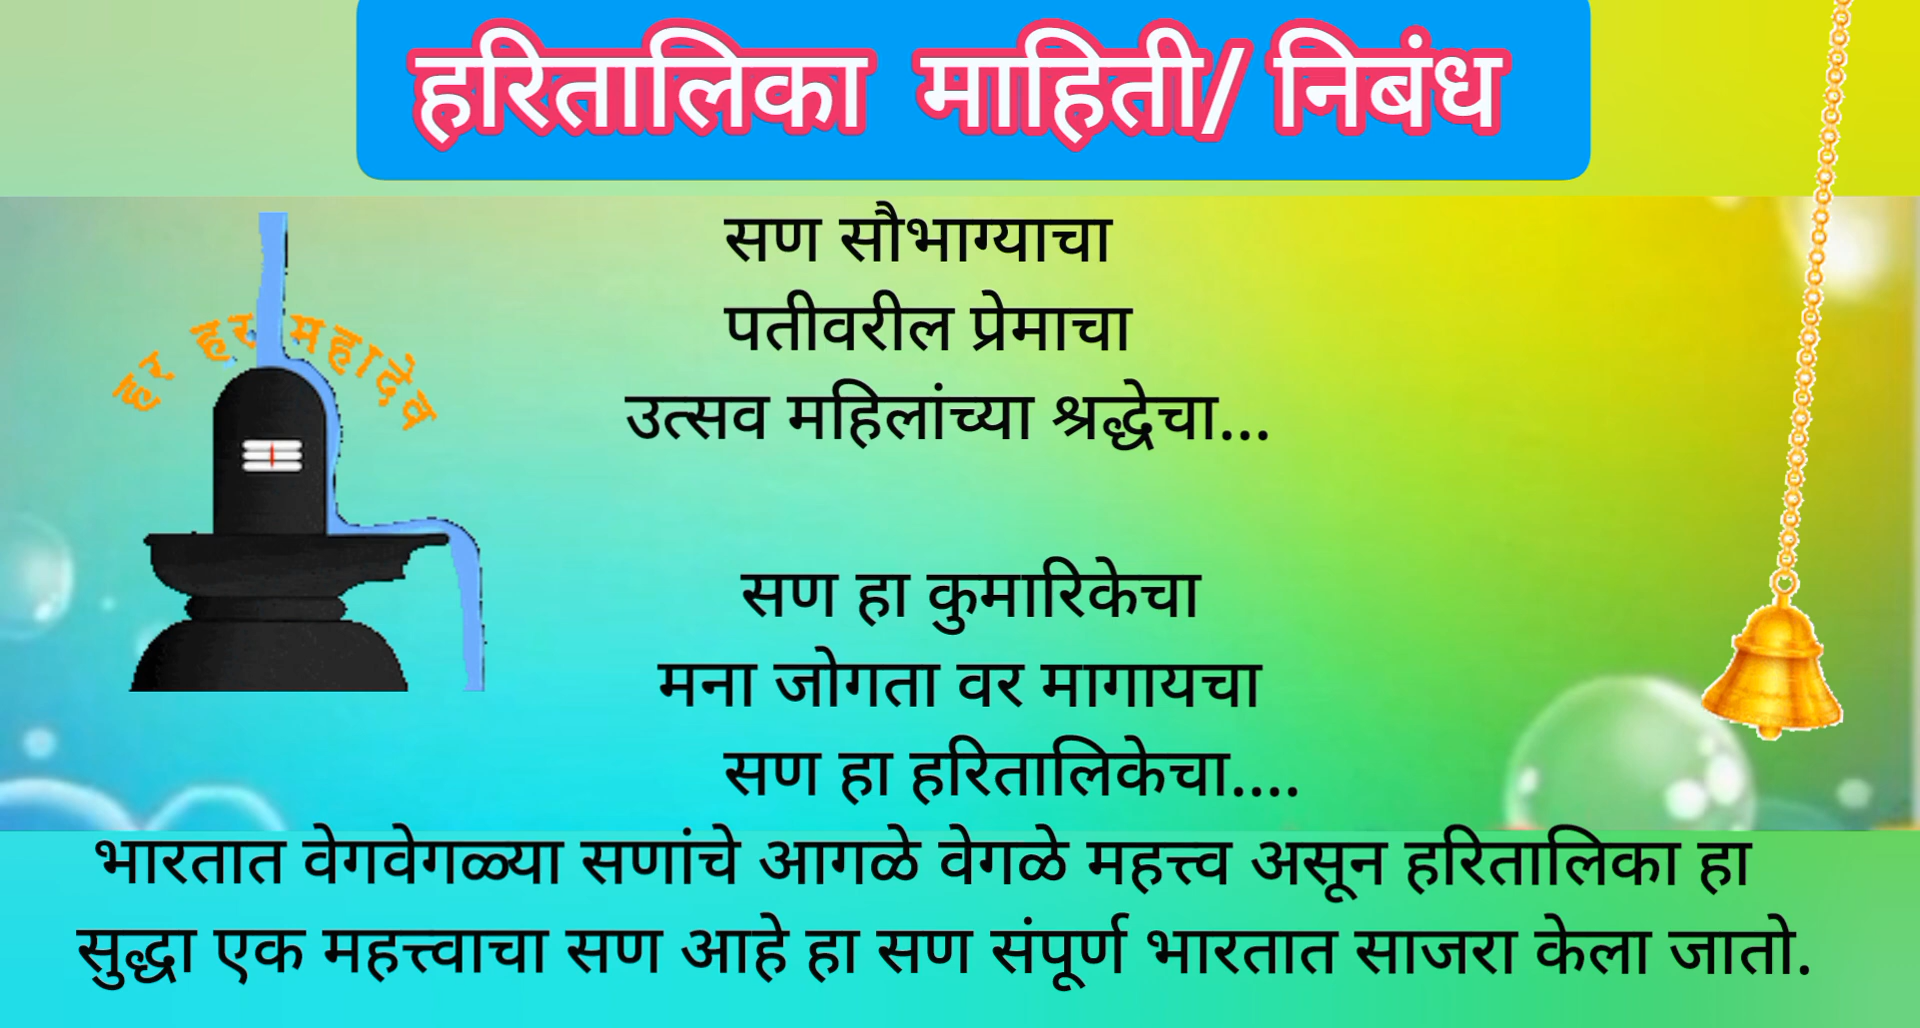 हरितालिका माहिती/ निबंध
सण सौभाग्याचा
पतीवरील प्रेमाचा
हर हर महादेव
उत्सव महिलांच्या श्रद्धेचा...
सण हा कुमारिकेचा
मना जोगता वर मागायचा
सण हा हरितालिकेचा....
भारतात वेगवेगळ्या सणांचे आगळे वेगळे महत्त्व असून हरितालिका हा
सुद्धा एक महत्त्वाचा सण आहे हा सण संपूर्ण भारतात साजरा केला जातो.